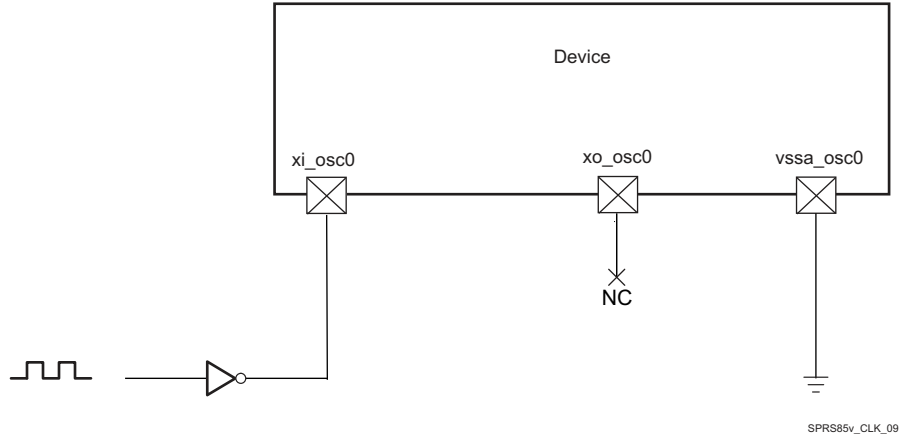 Device
xi_osc0
xo_osc0
vssa_osc0
NC
SPRS85v_CLK_09